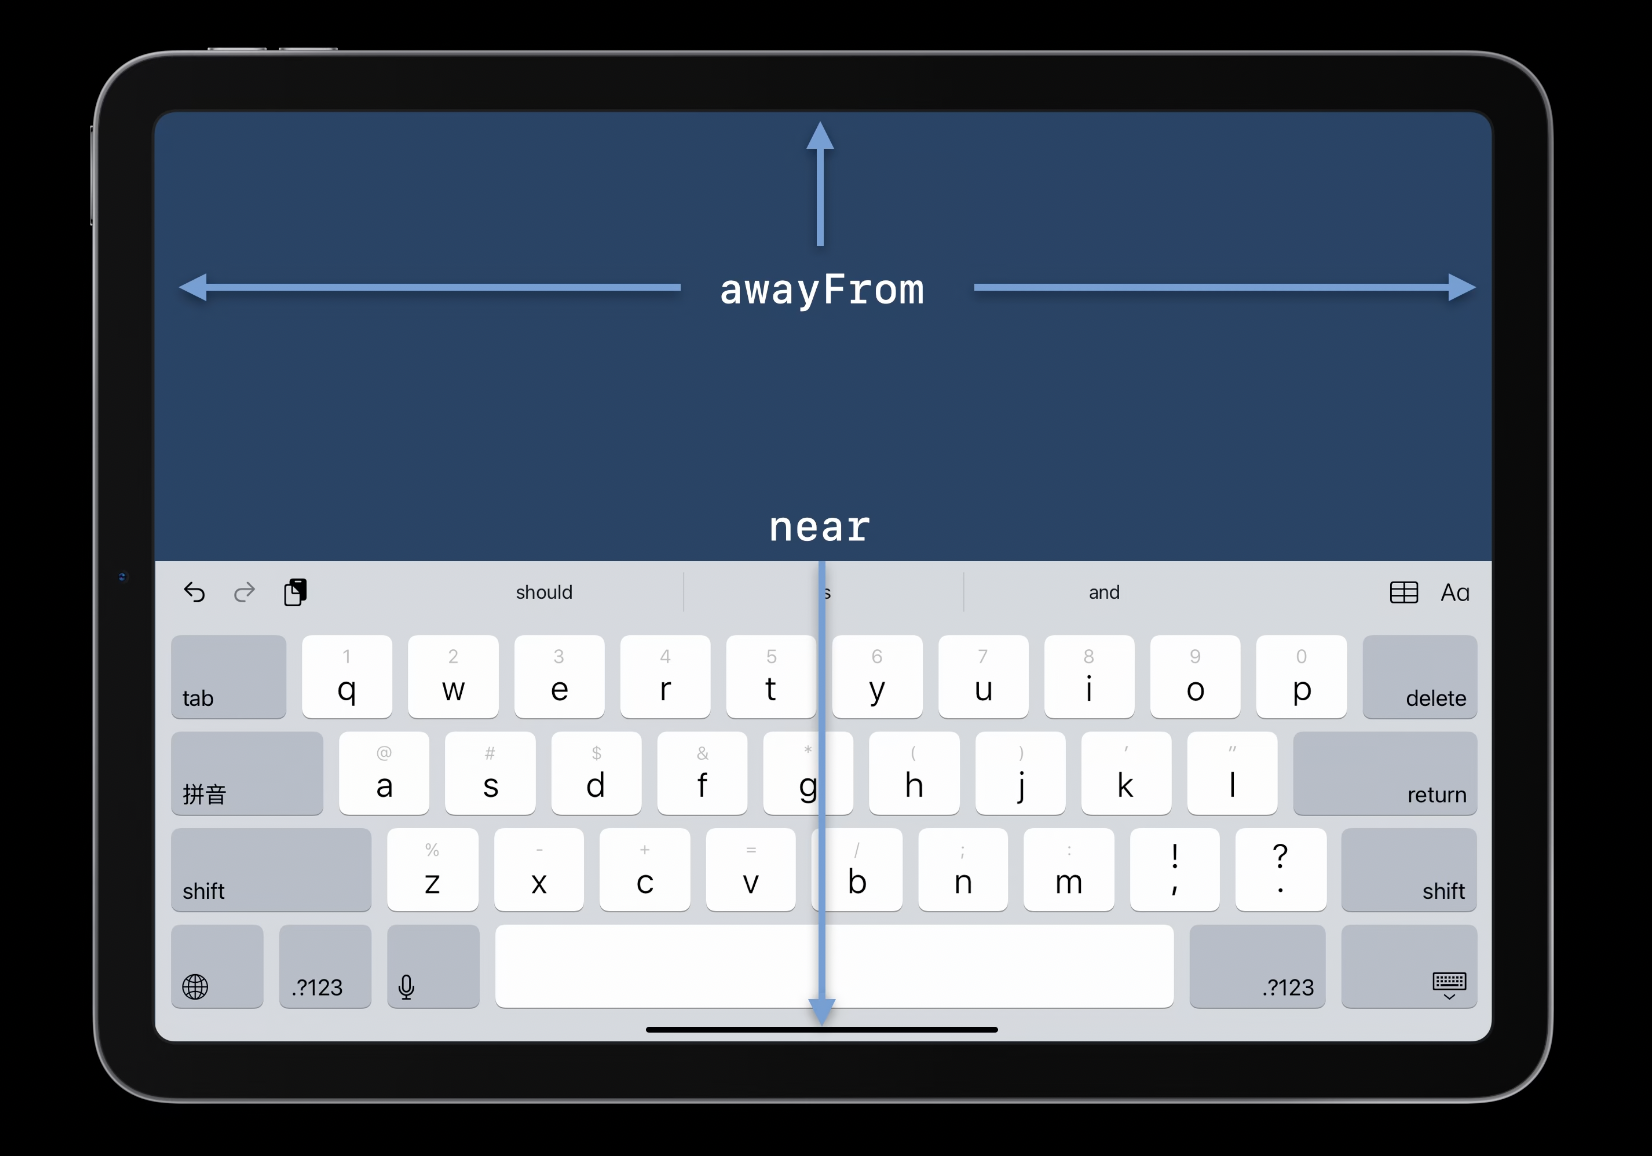 awayFrom
near
should s and Aa
tab 1 q 2 w 3 e 4 r 5 t 6 y 7 u 8 i 9 o 0 p delete
拼音 @ a # s $ d & f * g ( h ) j ' k " l return
shift % z - x + c = v / b ; n : m ! , ? . shift
.?123 .?123